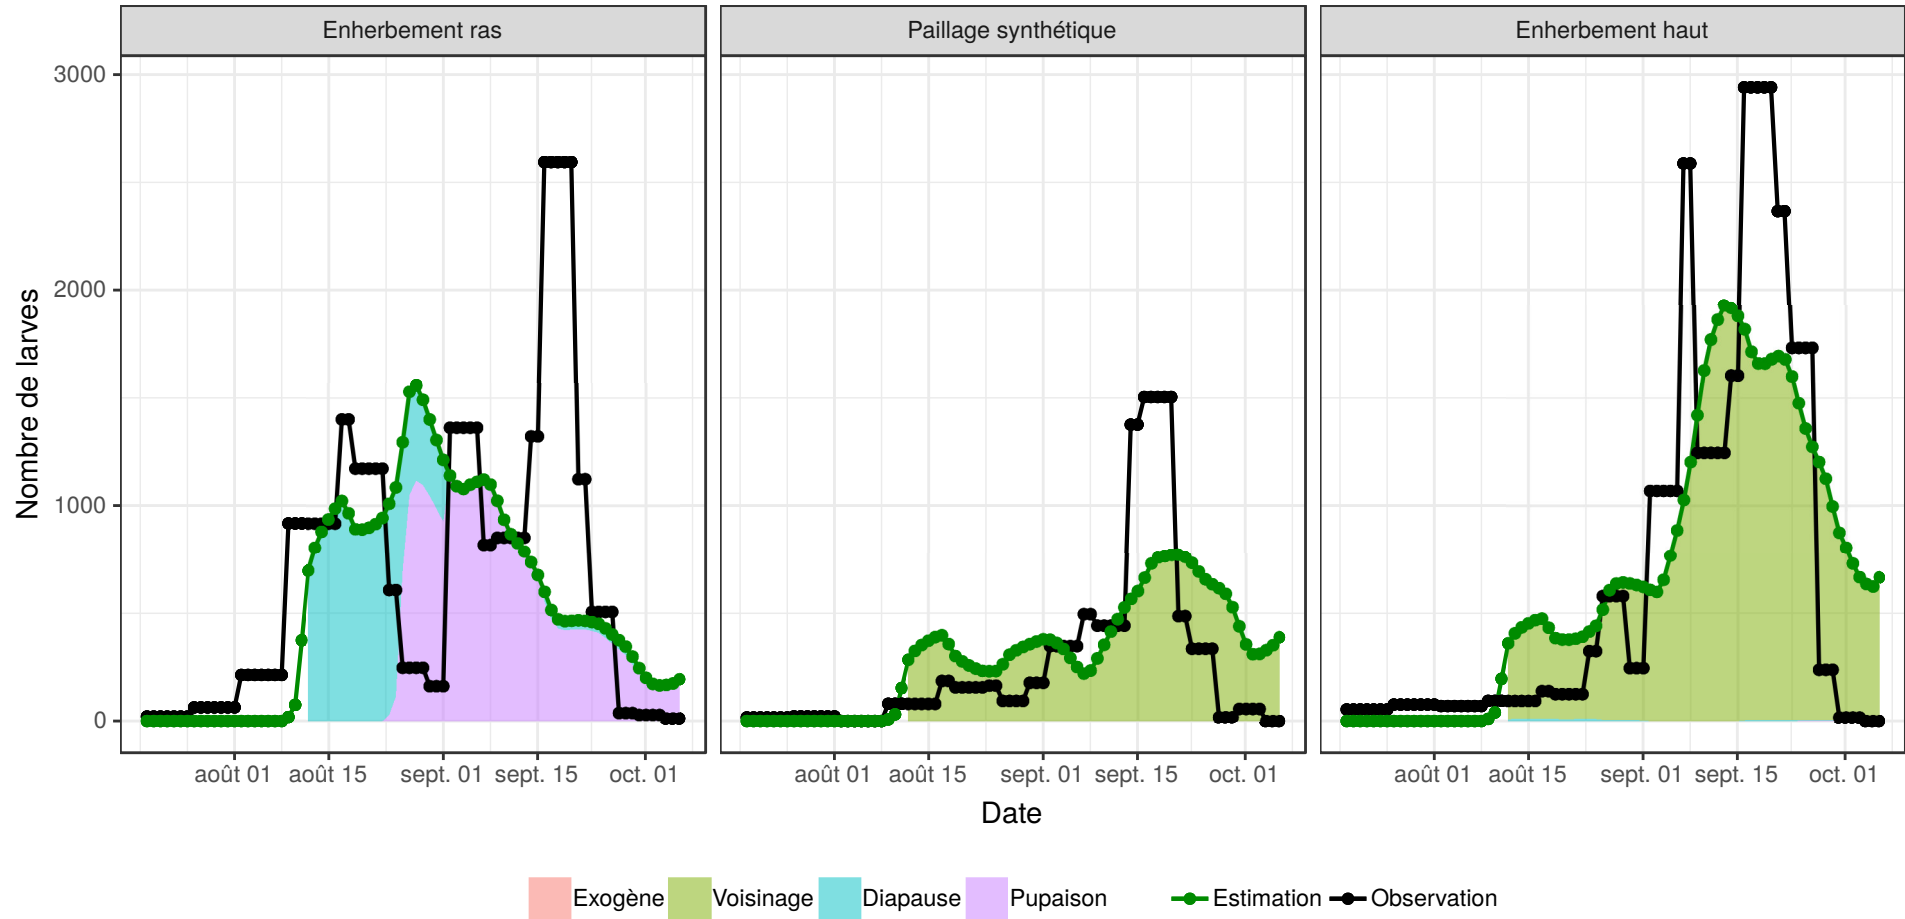 Enherbement ras
Paillage synthétique
Enherbement haut
Nombre de larves
3000
2000
1000
0
août 01 août 15 sept. 01 sept. 15 oct. 01
août 01 août 15 sept. 01 sept. 15 oct. 01
août 01 août 15 sept. 01 sept. 15 oct. 01
Date
Exogène Voisinage Diapause Pupaison Estimation Observation